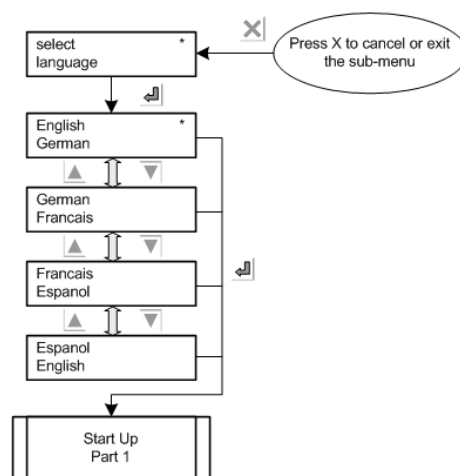 select *
language
Press X to cancel or exit
the sub-menu
English *
German
German
Francais
Francais
Espanol
Espanol
English
Start Up
Part 1